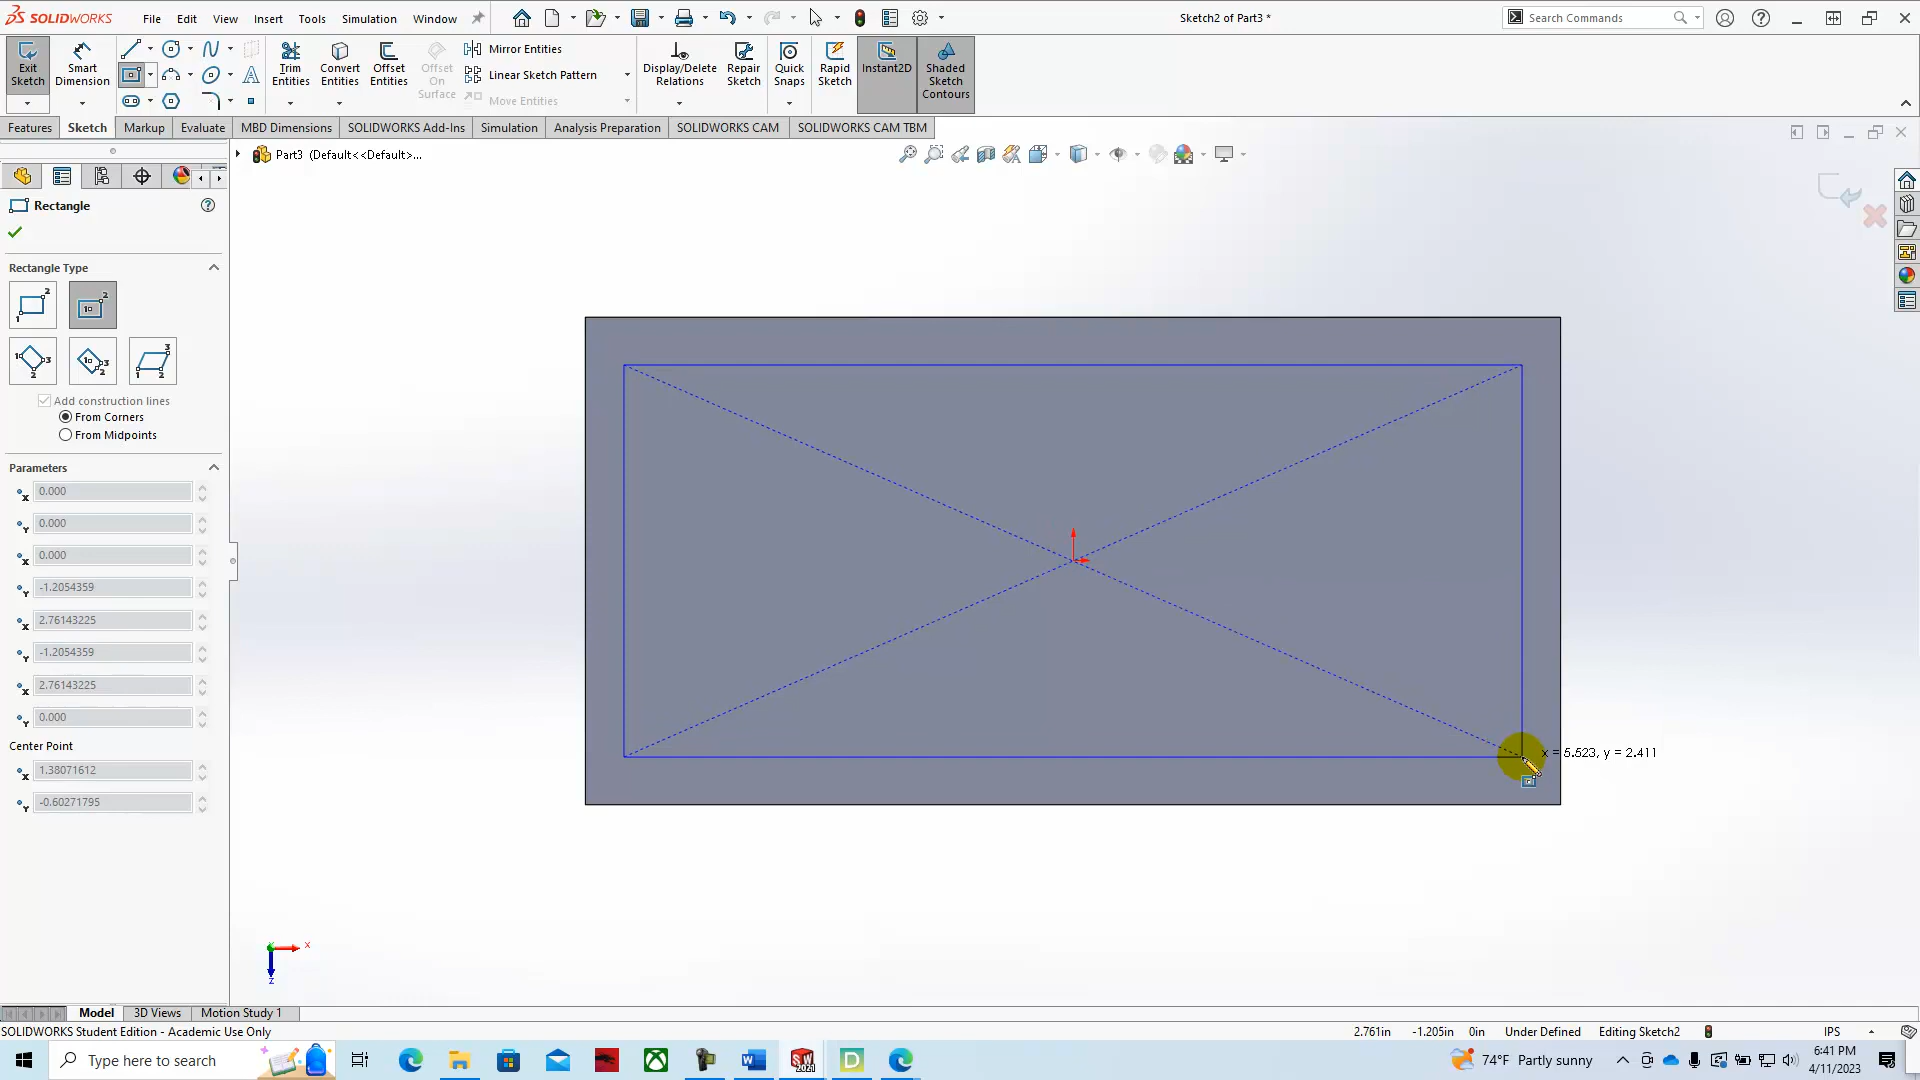 SOLIDWORKS File Edit View Insert Tools Simulation Window Sketch2 of Part3 * Search Commands
Exit Sketch
Smart Dimension
Trim Entities
Convert Entities
Offset Entities
Offset On Surface
Mirror Entities
Linear Sketch Pattern
Move Entities
Display/Delete Relations
Repair Sketch
Quick Snaps
Rapid Sketch
Instant2D
Shaded Sketch Contours
Features Sketch Markup Evaluate MBD Dimensions SOLIDWORKS Add-Ins Simulation Analysis Preparation SOLIDWORKS CAM SOLIDWORKS CAM TBM
Part3 (Default<<Default>...
Rectangle
Rectangle Type
Add construction lines
From Corners
From Midpoints
Parameters
0.000
0.000
0.000
-1.2054359
2.76143225
-1.2054359
2.76143225
0.000
Center Point
1.38071612
-0.60271795
x = 5.523, y = 2.411
x
z
Model 3D Views Motion Study 1
SOLIDWORKS Student Edition - Academic Use Only 2.761in -1.205in 0in Under Defined Editing Sketch2 IPS
Type here to search 74°F Partly sunny 6:41 PM
4/11/2023